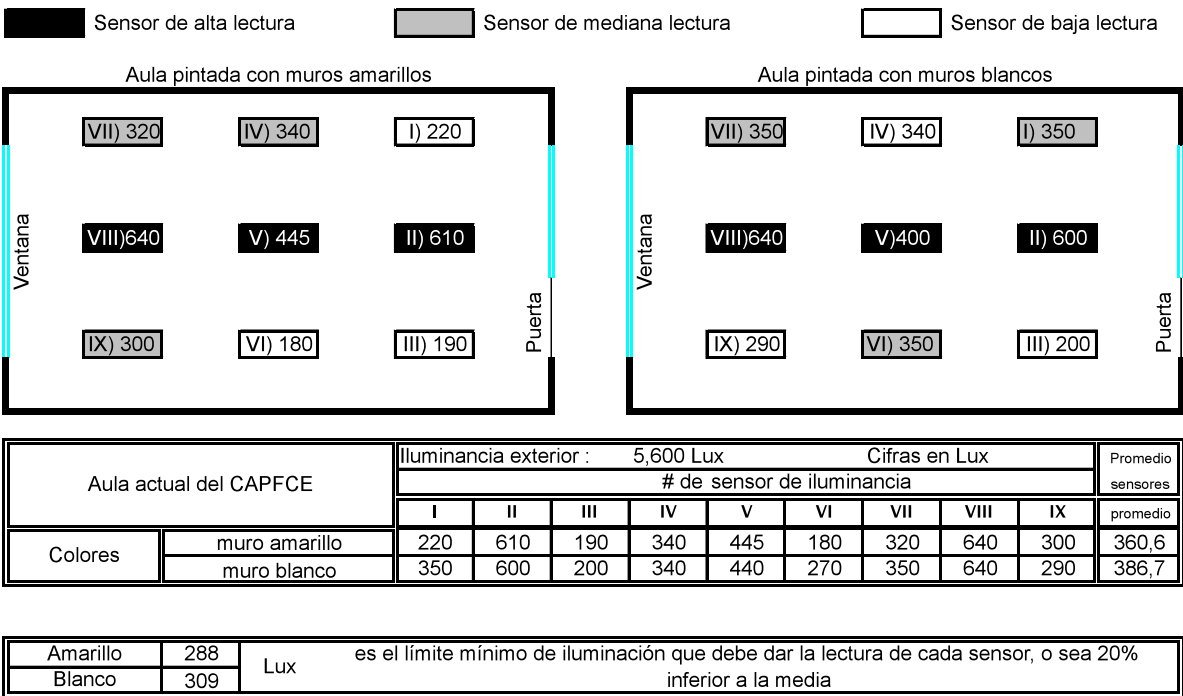 Sensor de alta lectura Sensor de mediana lectura Sensor de baja lectura
Aula pintada con muros amarillos
VII) 320 IV) 340 I) 220
VIII)640 V) 445 II) 610
IX) 300 VI) 180 III) 190
Ventana
Puerta
Aula pintada con muros blancos
VII) 350 IV) 340 I) 350
VIII)640 V)400 II) 600
IX) 290 VI) 350 III) 200
Ventana
Puerta
Aula actual del CAPFCE
Iluminancia exterior : 5,600 Lux Cifras en Lux
# de sensor de iluminancia
Promedio
sensores
I II III IV V VI VII VIII IX promedio
Colores
muro amarillo 220 610 190 340 445 180 320 640 300 360,6
muro blanco 350 600 200 340 440 270 350 640 290 386,7
Amarillo 288
Blanco 309
Lux
es el límite mínimo de iluminación que debe dar la lectura de cada sensor, o sea 20%
inferior a la media